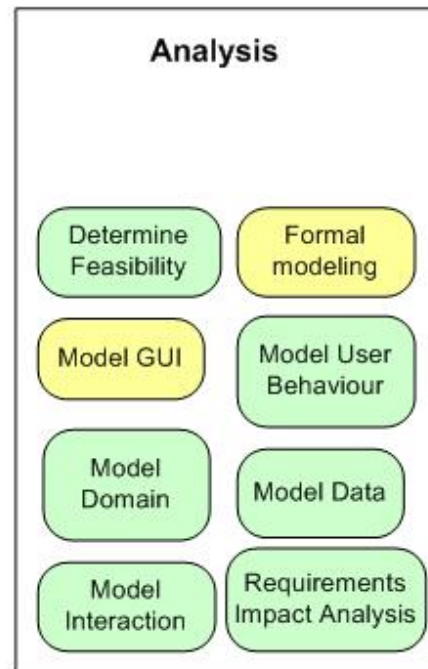 Analysis
Determine
Feasibility
Formal
modeling
Model GUI
Model User
Behaviour
Model
Domain
Model Data
Model
Interaction
Requirements
Impact Analysis